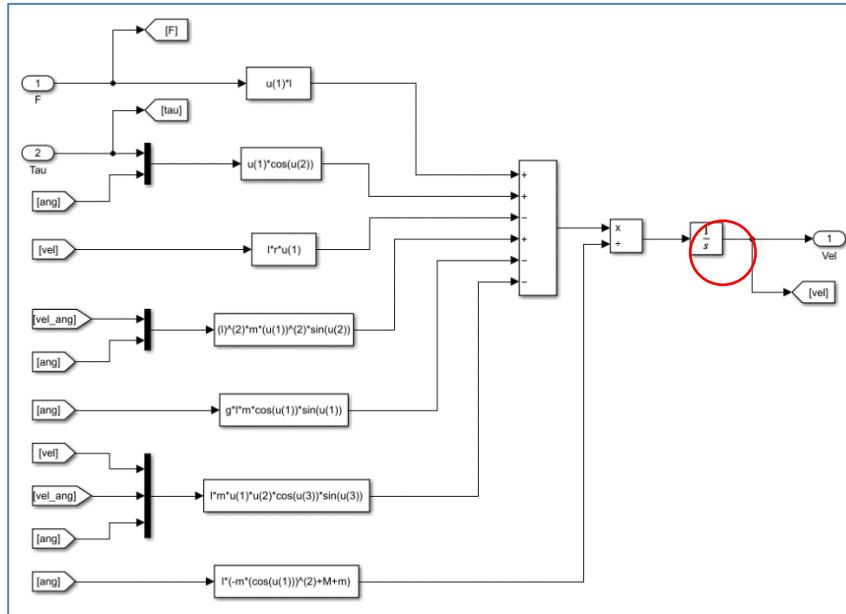 [F]
1
F
u(1)*l
[tau]
2
Tau
u(1)*cos(u(2))
[ang]
[vel]
l*r*u(1)
[vel_ang]
(l)^(2)*m*(u(1))^(2)*sin(u(2))
[ang]
[ang]
g*l*m*cos(u(1))*sin(u(1))
[vel]
[vel_ang]
l*m*u(1)*u(2)*cos(u(3))*sin(u(3))
[ang]
[ang]
l*(-m*(cos(u(1)))^(2)+M+m)
+
+
−
+
−
−
×
÷
1
s
1
Vel
[vel]